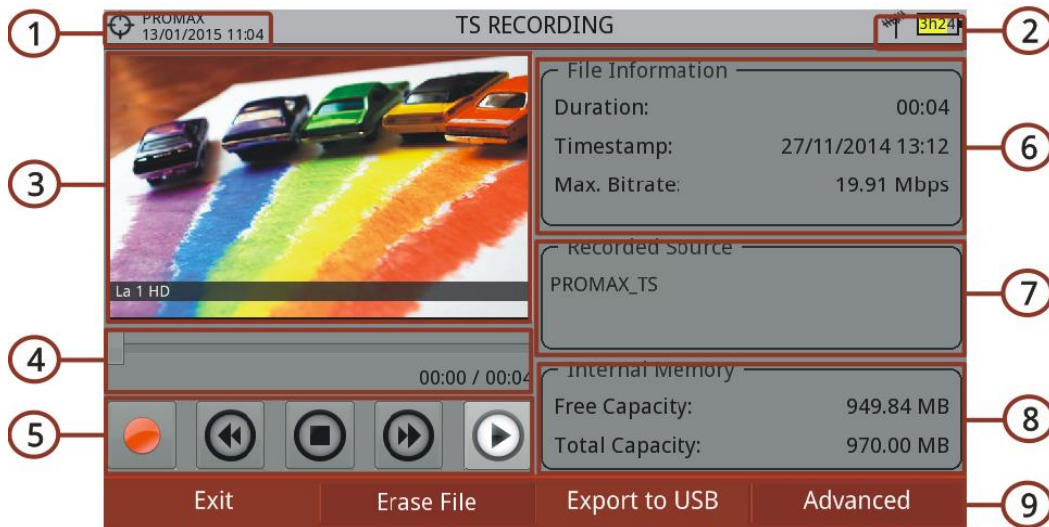 PROMAX
13/01/2015 11:04
TS RECORDING
3h24
1
2
3
La 1 HD
4
00:00 / 00:04
5
File Information
Duration: 00:04
Timestamp: 27/11/2014 13:12
Max. Bitrate: 19.91 Mbps
6
Recorded Source
PROMAX_TS
7
Internal Memory
Free Capacity: 949.84 MB
Total Capacity: 970.00 MB
8
Exit
Erase File
Export to USB
Advanced
9